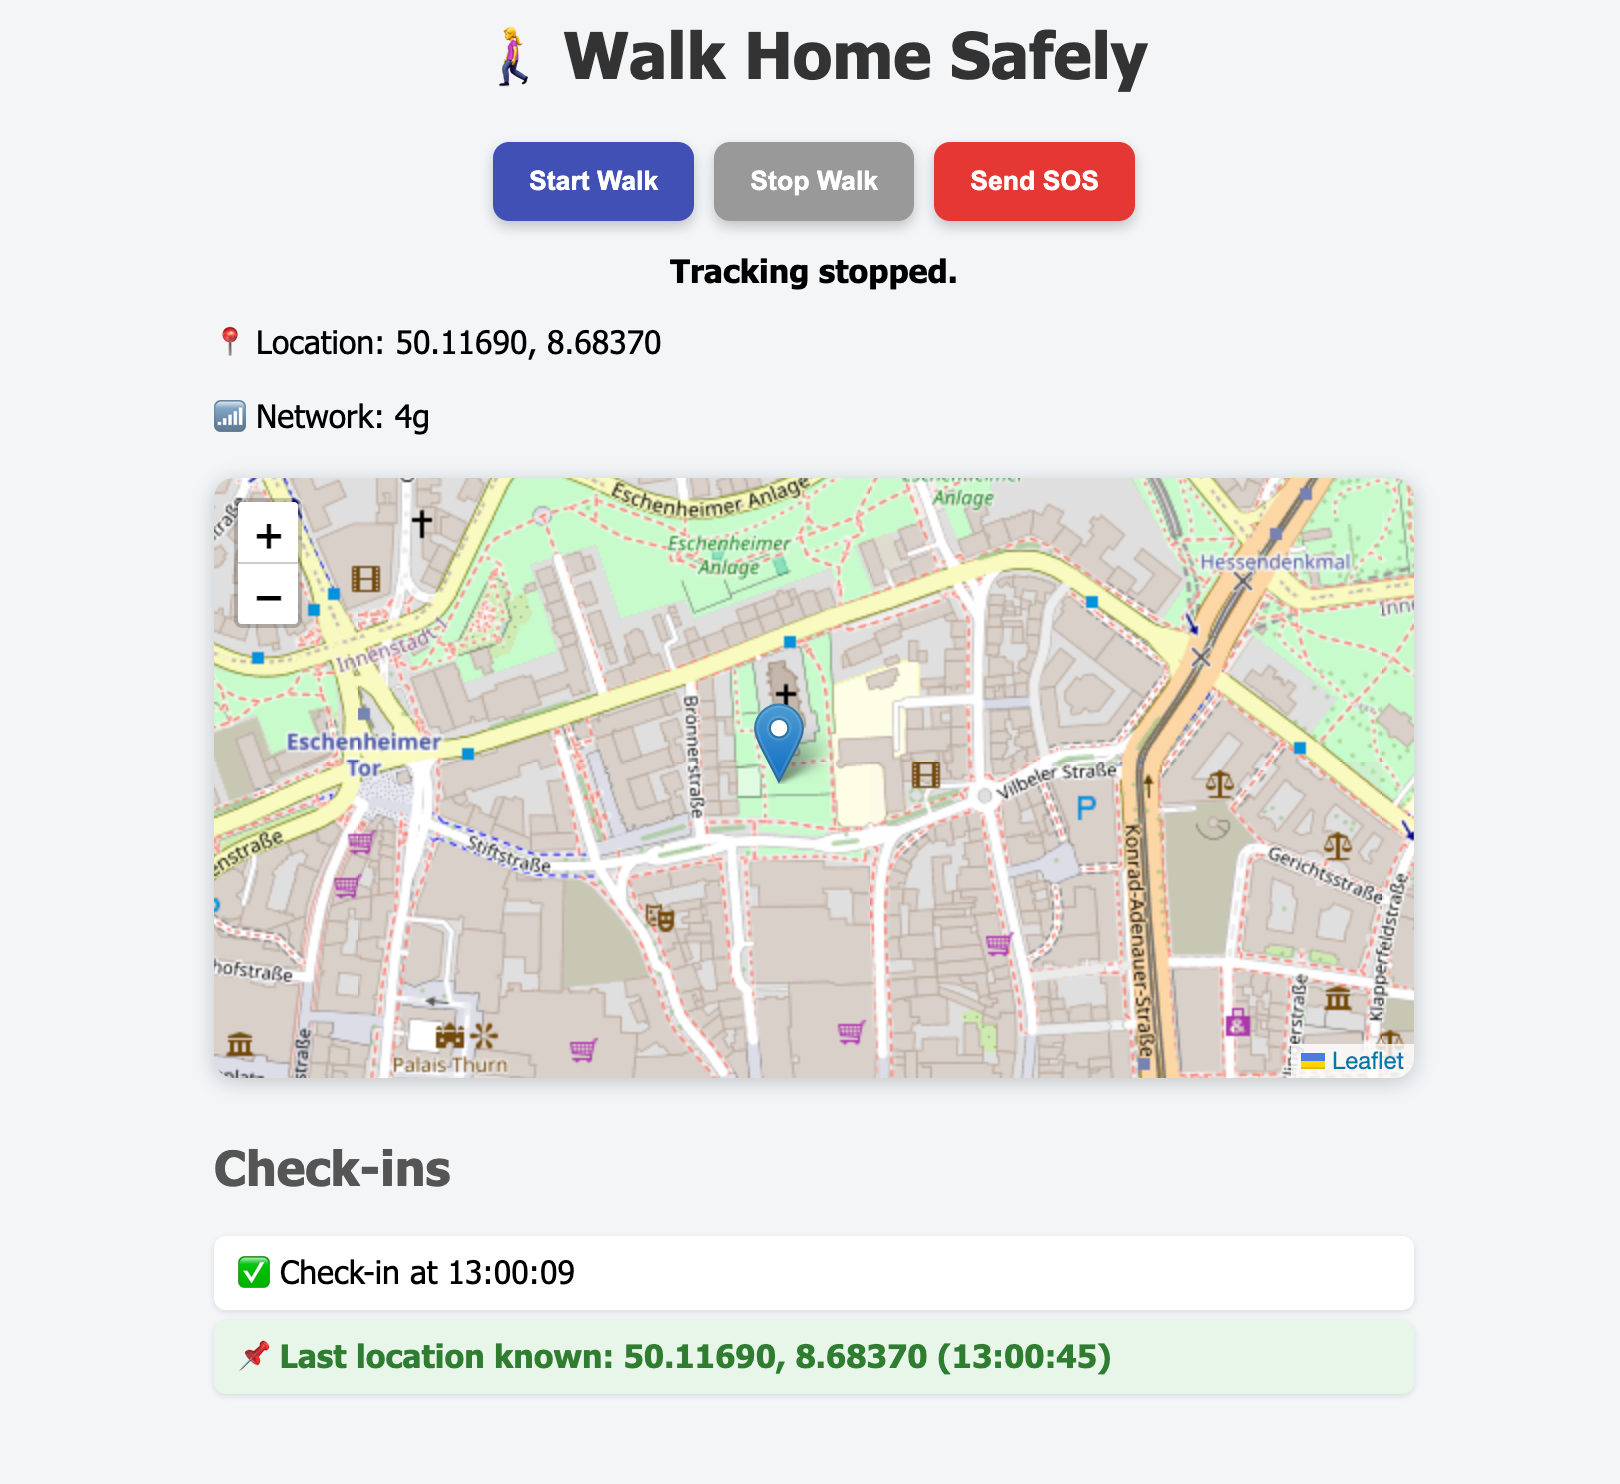 Walk Home Safely
Start Walk
Stop Walk
Send SOS
Tracking stopped.
Location: 50.11690, 8.68370
Network: 4g
+
−
Eschenheimer Anlage
Anlage
Eschenheimer
Anlage
Hessendenkmal
Innenstadt 1
Eschenheimer
Tor
Bronnerstraße
Vilbeler Straße
P
Stiftstraße
Konrad-Adenauer-Straße
Gerichtsstraße
Klapperfeldstraße
Palais Thurn
Leaflet
Check-ins
Check-in at 13:00:09
Last location known: 50.11690, 8.68370 (13:00:45)